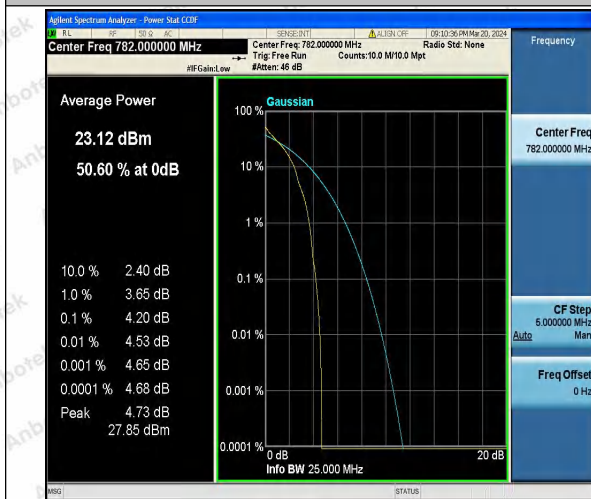 Agilent Spectrum Analyzer - Power Stat CCDF
RL RF 50 Ω AC SENSE:INT ALIGN OFF 09:10:36 PM Mar 20, 2024
Center Freq 782.000000 MHz
Center Freq: 782.000000 MHz Radio Std: None
Trig: Free Run Counts:10.0 M/10.0 Mpt
#IFGain:Low #Atten: 46 dB
Frequency
Average Power
23.12 dBm
50.60 % at 0dB
10.0 % 2.40 dB
1.0 % 3.65 dB
0.1 % 4.20 dB
0.01 % 4.53 dB
0.001 % 4.65 dB
0.0001 % 4.68 dB
Peak 4.73 dB
27.85 dBm
100 % Gaussian
10 %
1 %
0.1 %
0.01 %
0.001 %
0.0001 %
0 dB 20 dB
Info BW 25.000 MHz
Center Freq
782.000000 MHz
CF Step
5.000000 MHz
Auto Man
Freq Offset
0 Hz
MSG STATUS